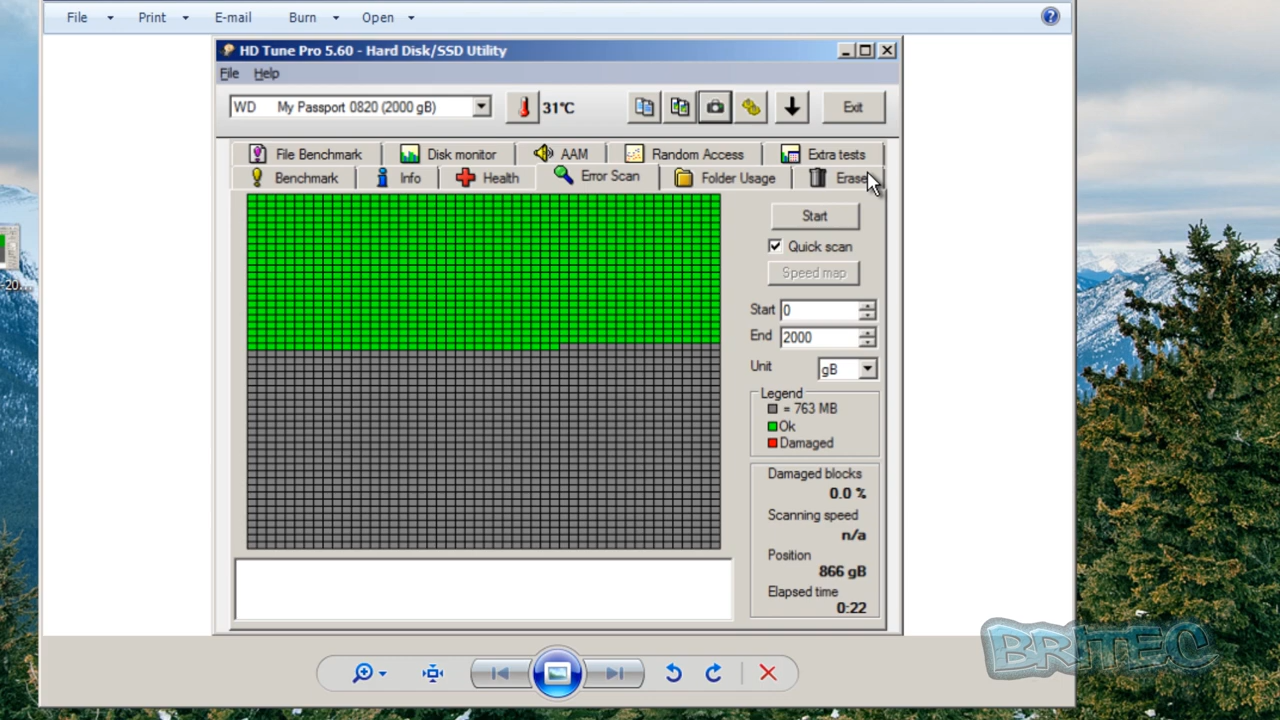 File Print E-mail Burn Open
HD Tune Pro 5.60 - Hard Disk/SSD Utility
File Help
WD My Passport 0820 (2000 gB) 31°C Exit
File Benchmark Disk monitor AAM Random Access Extra tests
Benchmark Info Health Error Scan Folder Usage Erase
Start
Quick scan
Speed map
Start 0
End 2000
Unit gB
Legend
= 763 MB
Ok
Damaged
Damaged blocks
0.0 %
Scanning speed
n/a
Position
866 gB
Elapsed time
0:22
-20...
BRITEC